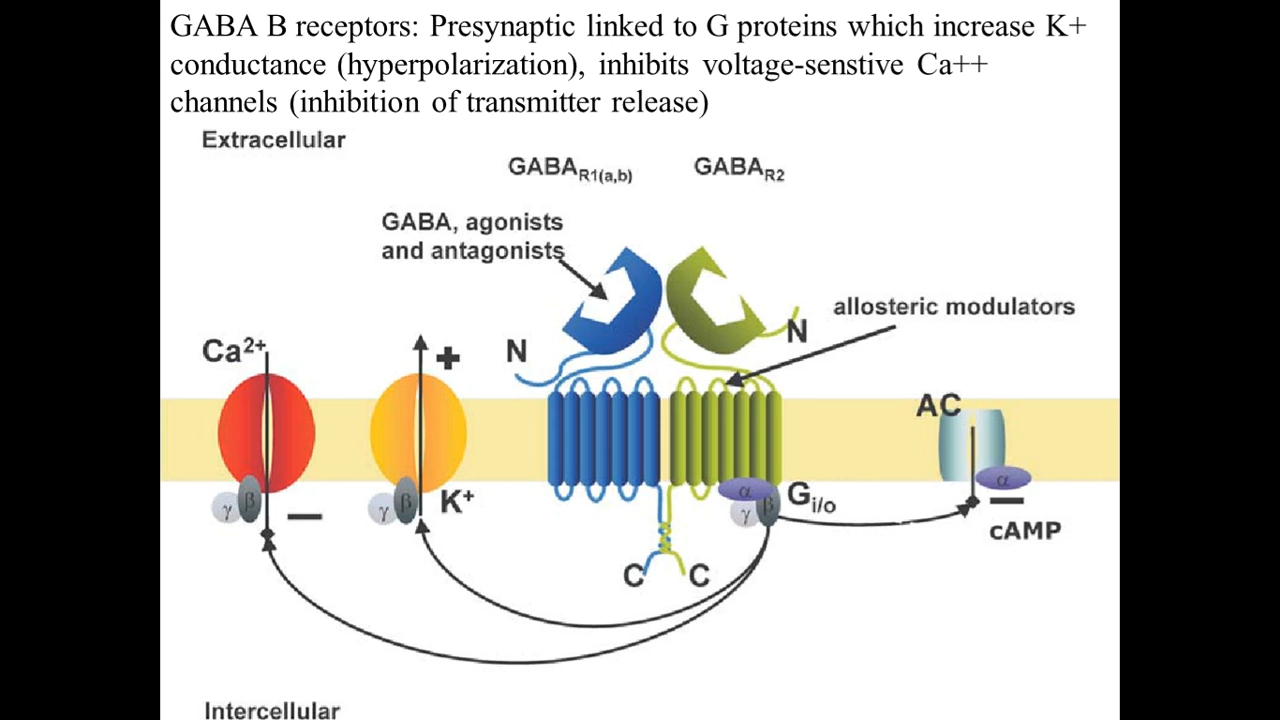 GABA B receptors: Presynaptic linked to G proteins which increase K+
conductance (hyperpolarization), inhibits voltage-senstive Ca++
channels (inhibition of transmitter release)
Extracellular
GABAR1(a,b)
GABAR2
GABA, agonists
and antagonists
allosteric modulators
N
N
Ca2+
+
AC
β
γ
–
β
γ
K+
α
β
γ
Gi/o
α
–
cAMP
C
C
Intercellular